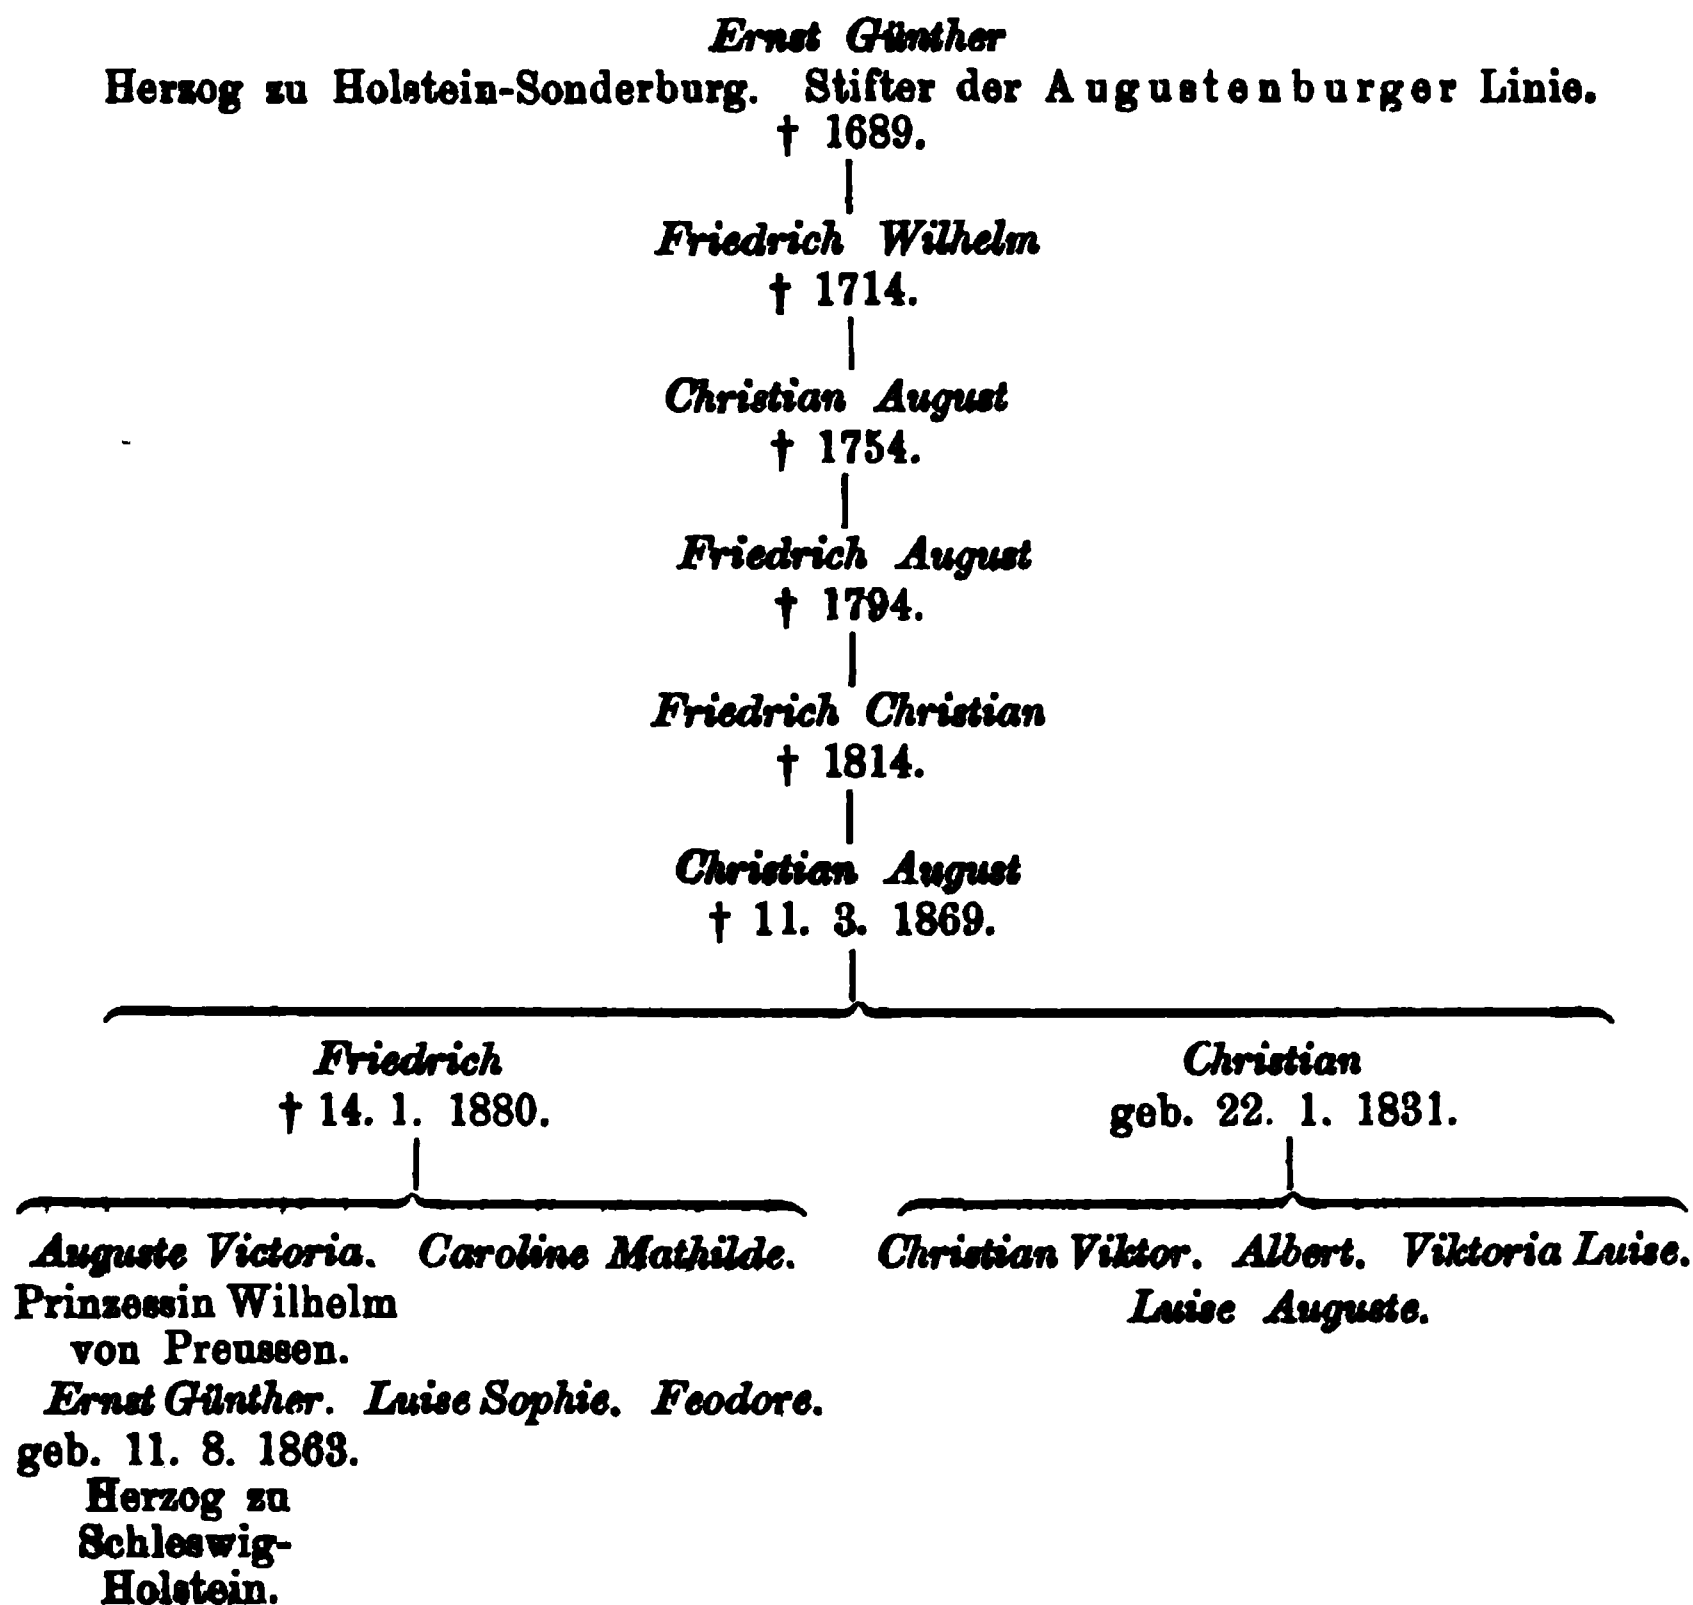 Ernst Günther
Herzog zu Holstein-Sonderburg. Stifter der Augustenburger Linie.
† 1689.
Friedrich Wilhelm
† 1714.
Christian August
† 1754.
Friedrich August
† 1794.
Friedrich Christian
† 1814.
Christian August
† 11. 3. 1869.
Friedrich Christian
† 14. 1. 1880. geb. 22. 1. 1831.
Auguste Victoria. Caroline Mathilde. Christian Viktor. Albert. Viktoria Luise.
Prinzessin Wilhelm Luise Auguste.
von Preussen.
Ernst Günther. Luise Sophie. Feodore.
geb. 11. 8. 1863.
Herzog zu
Schleswig-
Holstein.